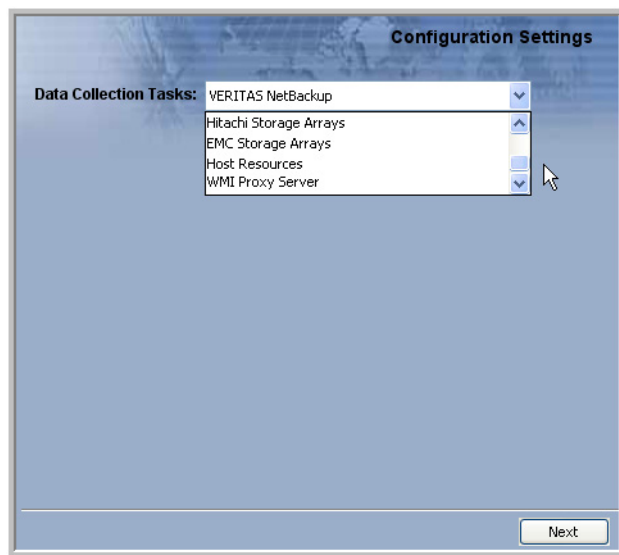 Configuration Settings
Data Collection Tasks: VERITAS NetBackup
Hitachi Storage Arrays
EMC Storage Arrays
Host Resources
WMI Proxy Server
Next